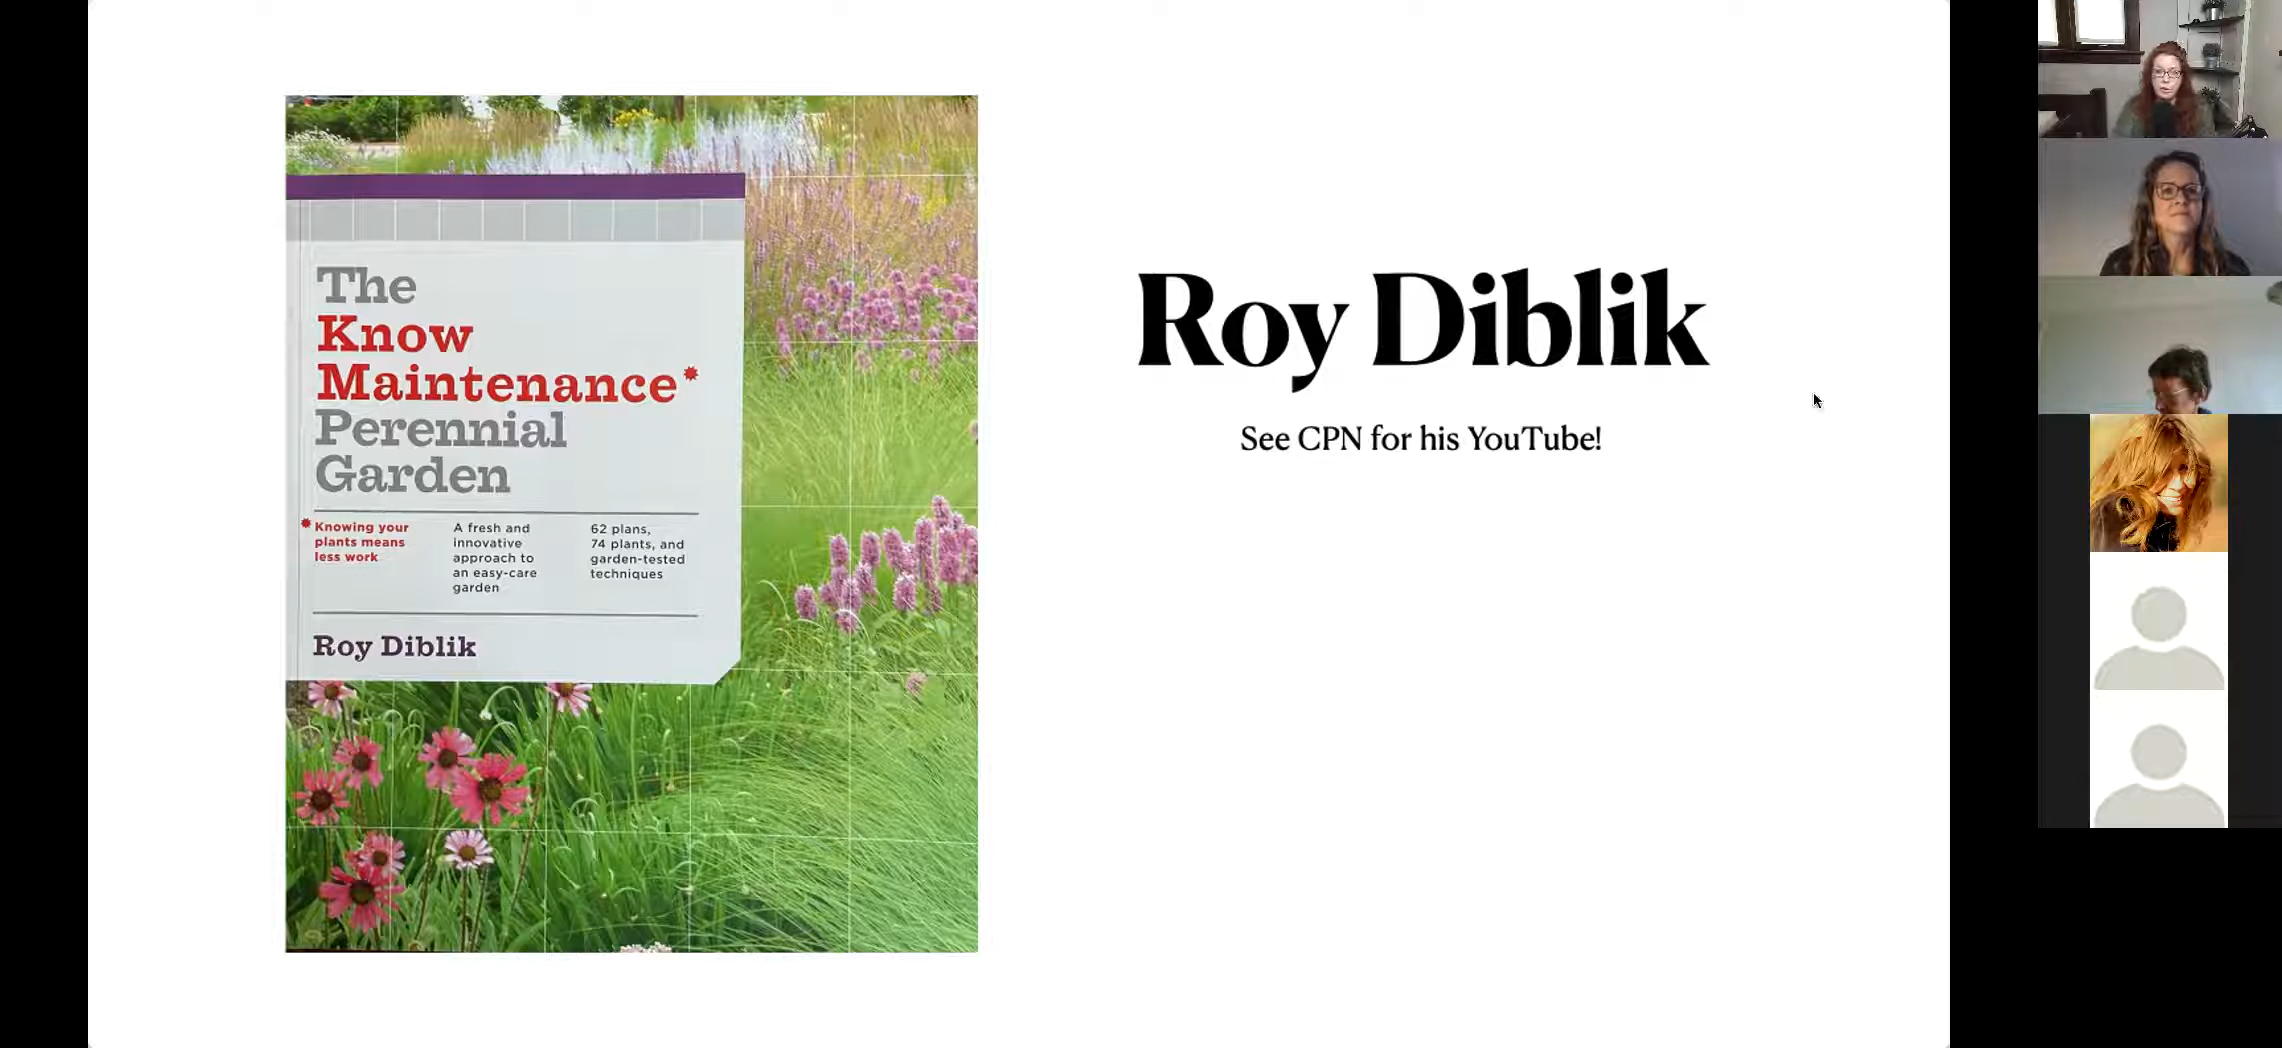 The
Know
Maintenance*
Perennial
Garden
* Knowing your
plants means
less work
A fresh and
innovative
approach to
an easy-care
garden
62 plans,
74 plants, and
garden-tested
techniques
Roy Diblik
Roy Diblik
See CPN for his YouTube!